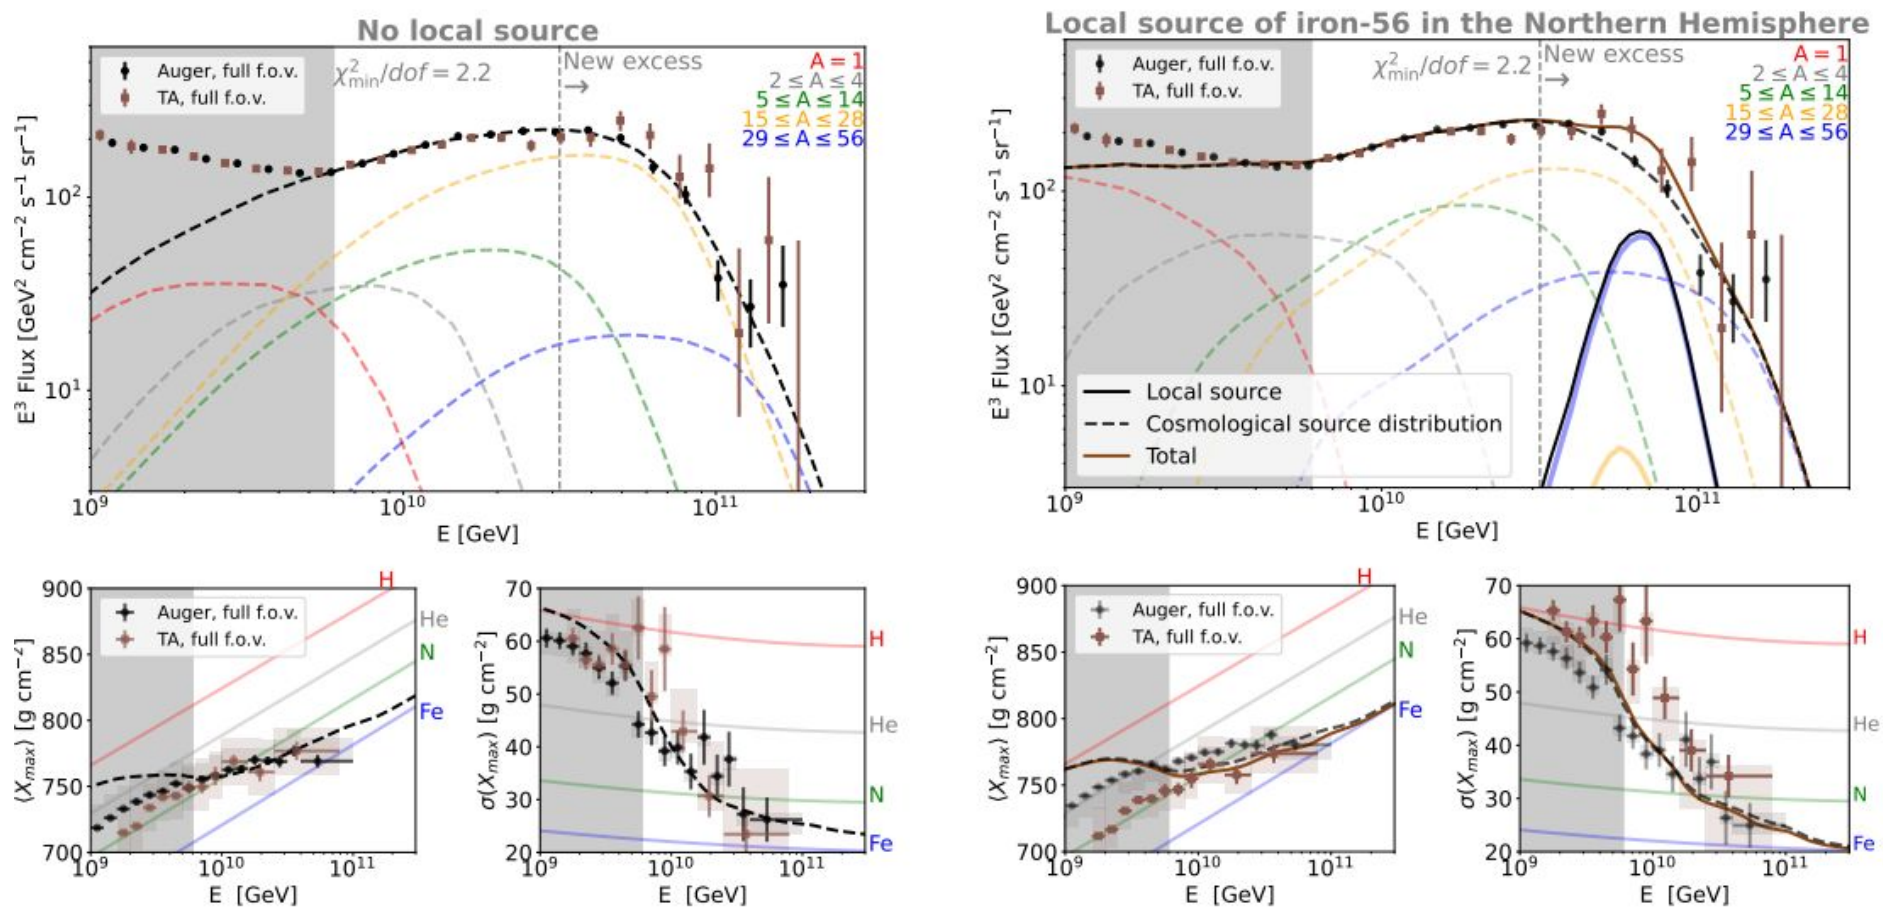 No local source
Auger, full f.o.v.
TA, full f.o.v.
χ²min/dof = 2.2
New excess
→
A = 1
2 ≤ A ≤ 4
5 ≤ A ≤ 14
15 ≤ A ≤ 28
29 ≤ A ≤ 56
E³ Flux [GeV² cm⁻² s⁻¹ sr⁻¹]
10²
10¹
10⁹
10¹⁰
10¹¹
E [GeV]
Local source of iron-56 in the Northern Hemisphere
Auger, full f.o.v.
TA, full f.o.v.
χ²min/dof = 2.2
New excess
→
A = 1
2 ≤ A ≤ 4
5 ≤ A ≤ 14
15 ≤ A ≤ 28
29 ≤ A ≤ 56
E³ Flux [GeV² cm⁻² s⁻¹ sr⁻¹]
10²
10¹
Local source
Cosmological source distribution
Total
10⁹
10¹⁰
10¹¹
E [GeV]
Auger, full f.o.v.
TA, full f.o.v.
⟨Xmax⟩ [g cm⁻²]
900
850
800
750
700
H
He
N
Fe
10⁹
10¹⁰
10¹¹
E [GeV]
σ(Xmax) [g cm⁻²]
70
60
50
40
30
20
H
He
N
Fe
10⁹
10¹⁰
10¹¹
E [GeV]
Auger, full f.o.v.
TA, full f.o.v.
⟨Xmax⟩ [g cm⁻²]
900
850
800
750
700
H
He
N
Fe
10⁹
10¹⁰
10¹¹
E [GeV]
σ(Xmax) [g cm⁻²]
70
60
50
40
30
20
H
He
N
Fe
10⁹
10¹⁰
10¹¹
E [GeV]